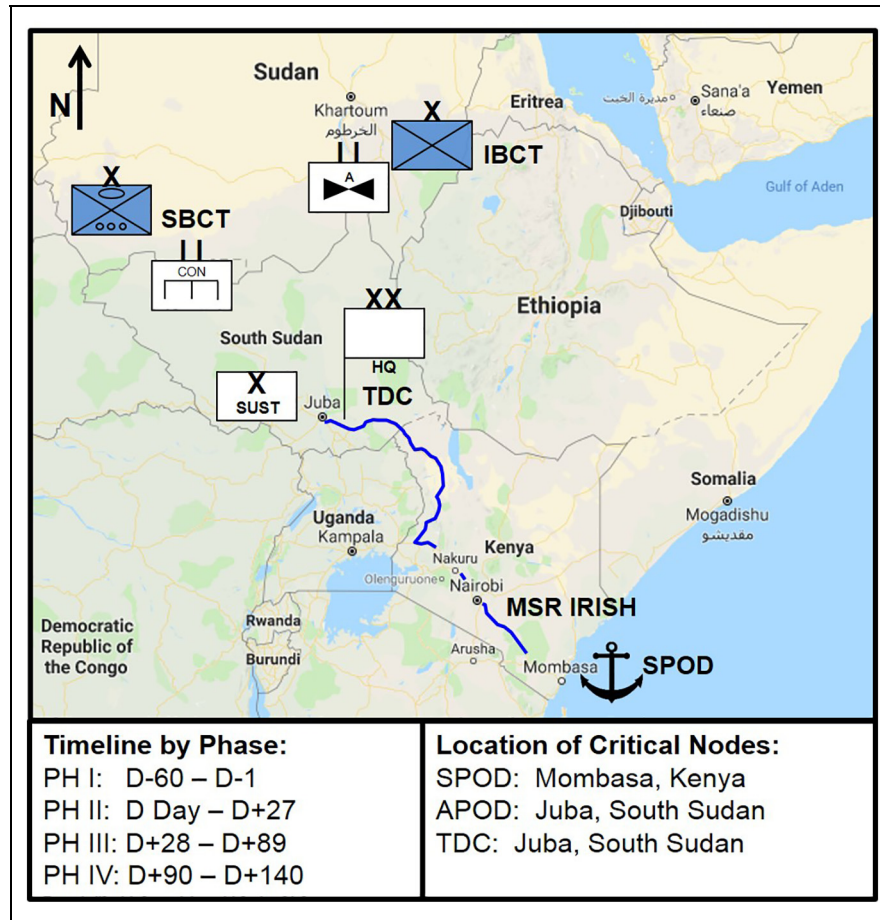 Sudan
Yemen
Khartoum
الخرطوم
Eritrea
مديرية الخبت
Sana'a
صنعاء
N
X
IBCT
I I
A
Gulf of Aden
X
SBCT
Djibouti
I I
CON
XX
Ethiopia
South Sudan
HQ
TDC
X
SUST
Juba
Somalia
Mogadishu
مقديشو
Uganda
Kampala
Nakuru
Kenya
Olenguruone
Nairobi
MSR IRISH
Rwanda
Democratic
Republic of
the Congo
Burundi
Arusha
Mombasa
SPOD
Timeline by Phase:
PH I: D-60 – D-1
PH II: D Day – D+27
PH III: D+28 – D+89
PH IV: D+90 – D+140
Location of Critical Nodes:
SPOD: Mombasa, Kenya
APOD: Juba, South Sudan
TDC: Juba, South Sudan